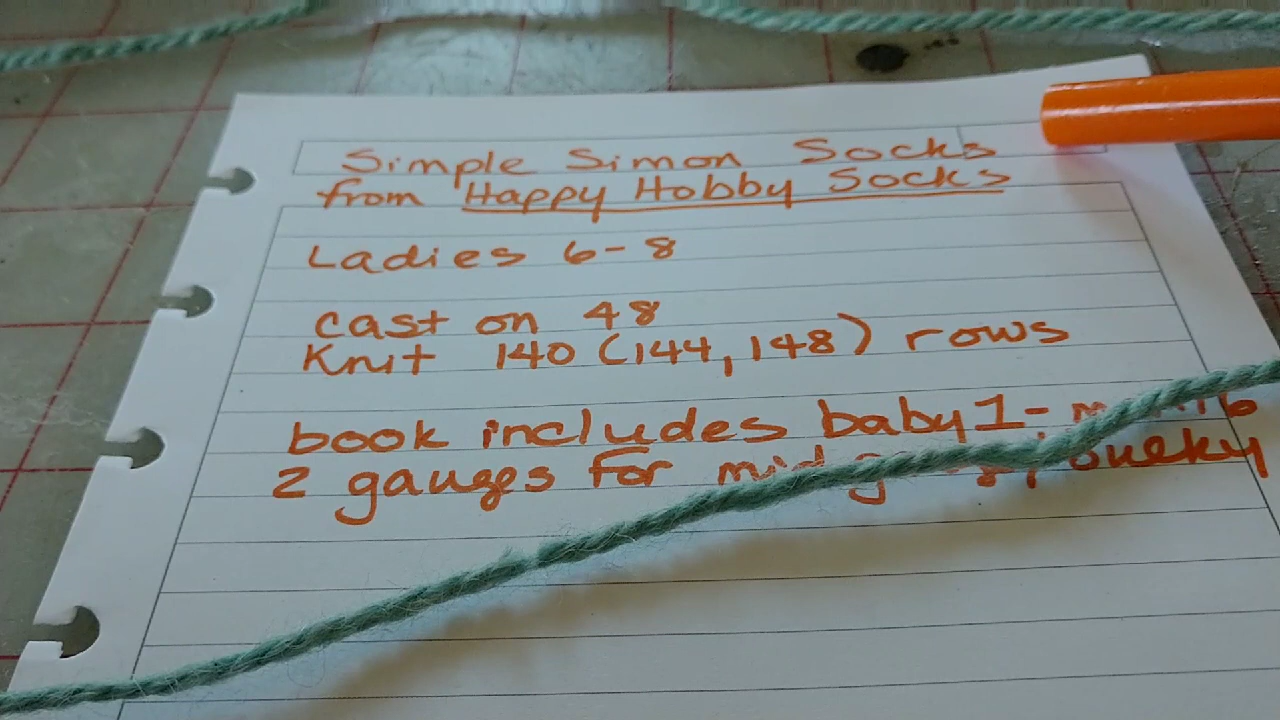 Simple Simon Socks
from Happy Hobby Socks
Ladies 6-8
cast on 48
Knit 140 (144, 148) rows
book includes baby 1-
2 gauges for